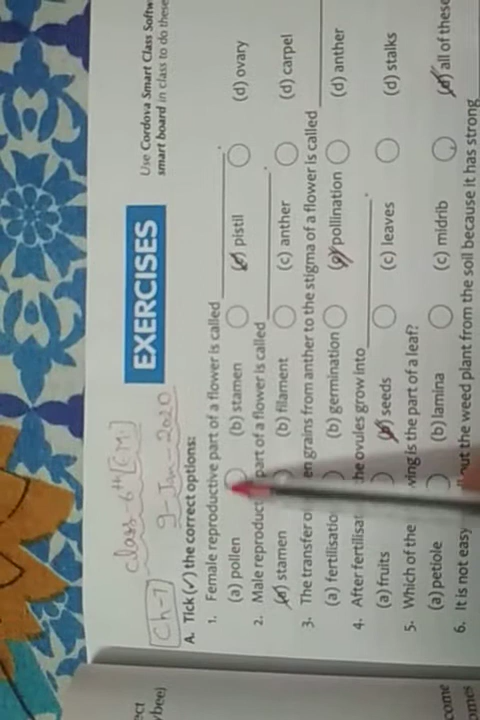 Ch-7
class-6th [E.M.]
9-Jan-2020
EXERCISES
Use Cordova Smart Class Softw
smart board in class to do these
A. Tick (✓) the correct options:
1. Female reproductive part of a flower is called
(a) pollen (b) stamen (c) pistil (d) ovary
2. Male reproduct part of a flower is called
(a) stamen (b) filament (c) anther (d) carpel
3. The transfer o en grains from anther to the stigma of a flower is called
(a) fertilisatio (b) germination (c) pollination (d) anther
4. After fertilisat he ovules grow into
(a) fruits (b) seeds (c) leaves (d) stalks
5. Which of the wing is the part of a leaf?
(a) petiole (b) lamina (c) midrib (d) all of these
6. It is not easy out the weed plant from the soil because it has strong
ect
ybee)
come
omes